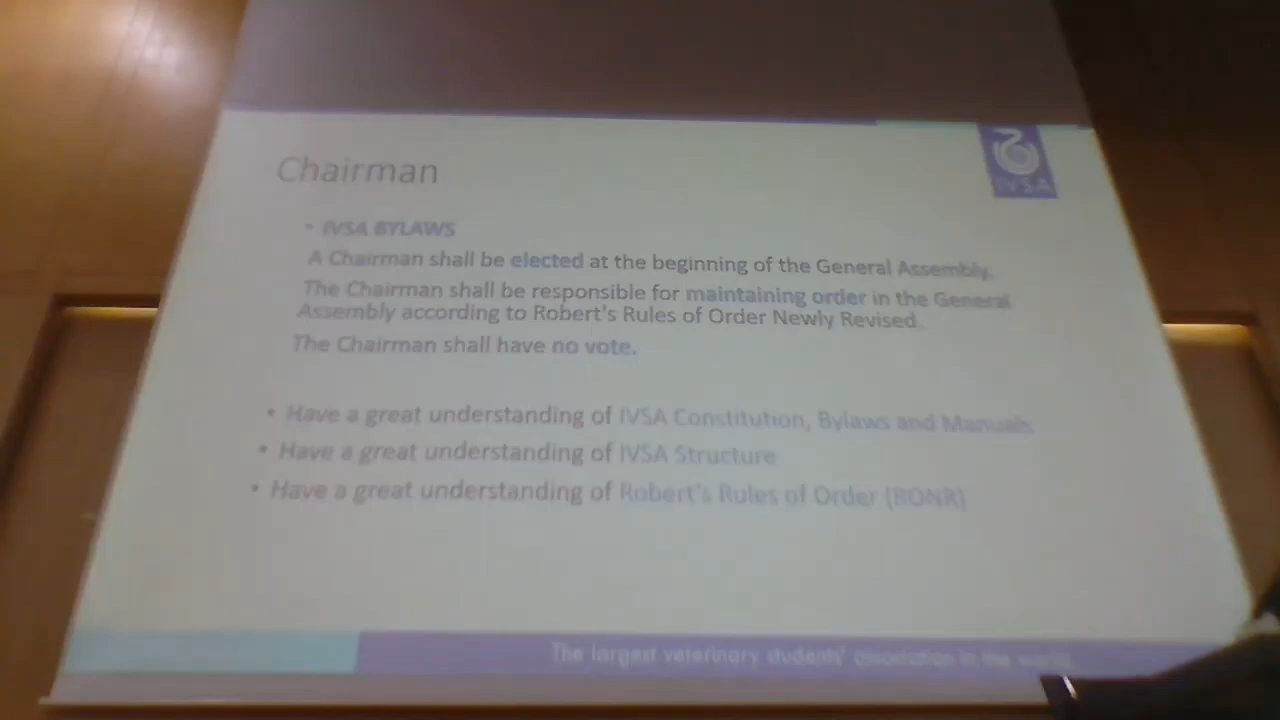 Chairman
IVSA
• IVSA BYLAWS
A Chairman shall be elected at the beginning of the General Assembly.
The Chairman shall be responsible for maintaining order in the General
Assembly according to Robert's Rules of Order Newly Revised.
The Chairman shall have no vote.
• Have a great understanding of IVSA Constitution, Bylaws and Manuals
• Have a great understanding of IVSA Structure
• Have a great understanding of Robert's Rules of Order (RONR)
The largest veterinary students' association in the world